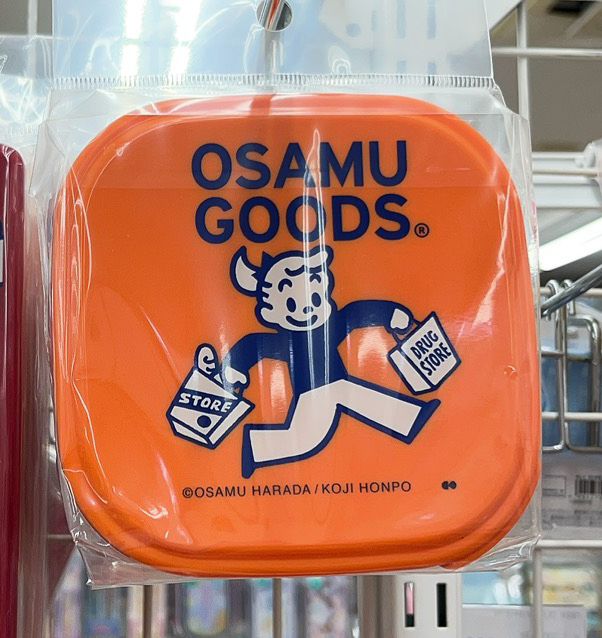 OSAMU
GOODS®
STORE
DRUG
STORE
©OSAMU HARADA / KOJI HONPO